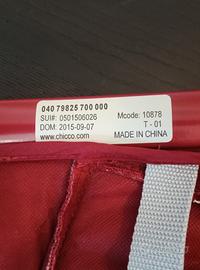 040 79825 700 000
SUI#: 0501506026 Mcode: 10878
DOM: 2015-09-07 T - 01
www.chicco.com MADE IN CHINA